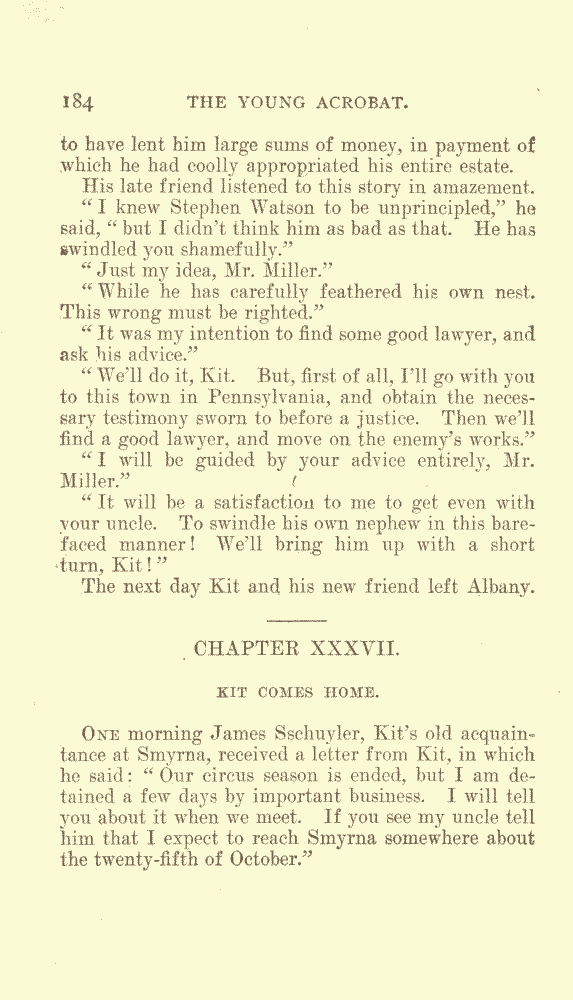 184 THE YOUNG ACROBAT.
to have lent him large sums of money, in payment of
which he had coolly appropriated his entire estate.
His late friend listened to this story in amazement.
“I knew Stephen Watson to be unprincipled,” he
said, “but I didn’t think him as bad as that. He has
swindled you shamefully.”
“Just my idea, Mr. Miller.”
“While he has carefully feathered his own nest.
This wrong must be righted.”
“It was my intention to find some good lawyer, and
ask his advice.”
“We’ll do it, Kit. But, first of all, I’ll go with you
to this town in Pennsylvania, and obtain the neces-
sary testimony sworn to before a justice. Then we’ll
find a good lawyer, and move on the enemy’s works.”
“I will be guided by your advice entirely, Mr.
Miller.”
“It will be a satisfaction to me to get even with
your uncle. To swindle his own nephew in this bare-
faced manner! We’ll bring him up with a short
turn, Kit!”
The next day Kit and his new friend left Albany.
CHAPTER XXXVII.
KIT COMES HOME.
ONE morning James Sschuyler, Kit’s old acquain-
tance at Smyrna, received a letter from Kit, in which
he said: “Our circus season is ended, but I am de-
tained a few days by important business. I will tell
you about it when we meet. If you see my uncle tell
him that I expect to reach Smyrna somewhere about
the twenty-fifth of October.”